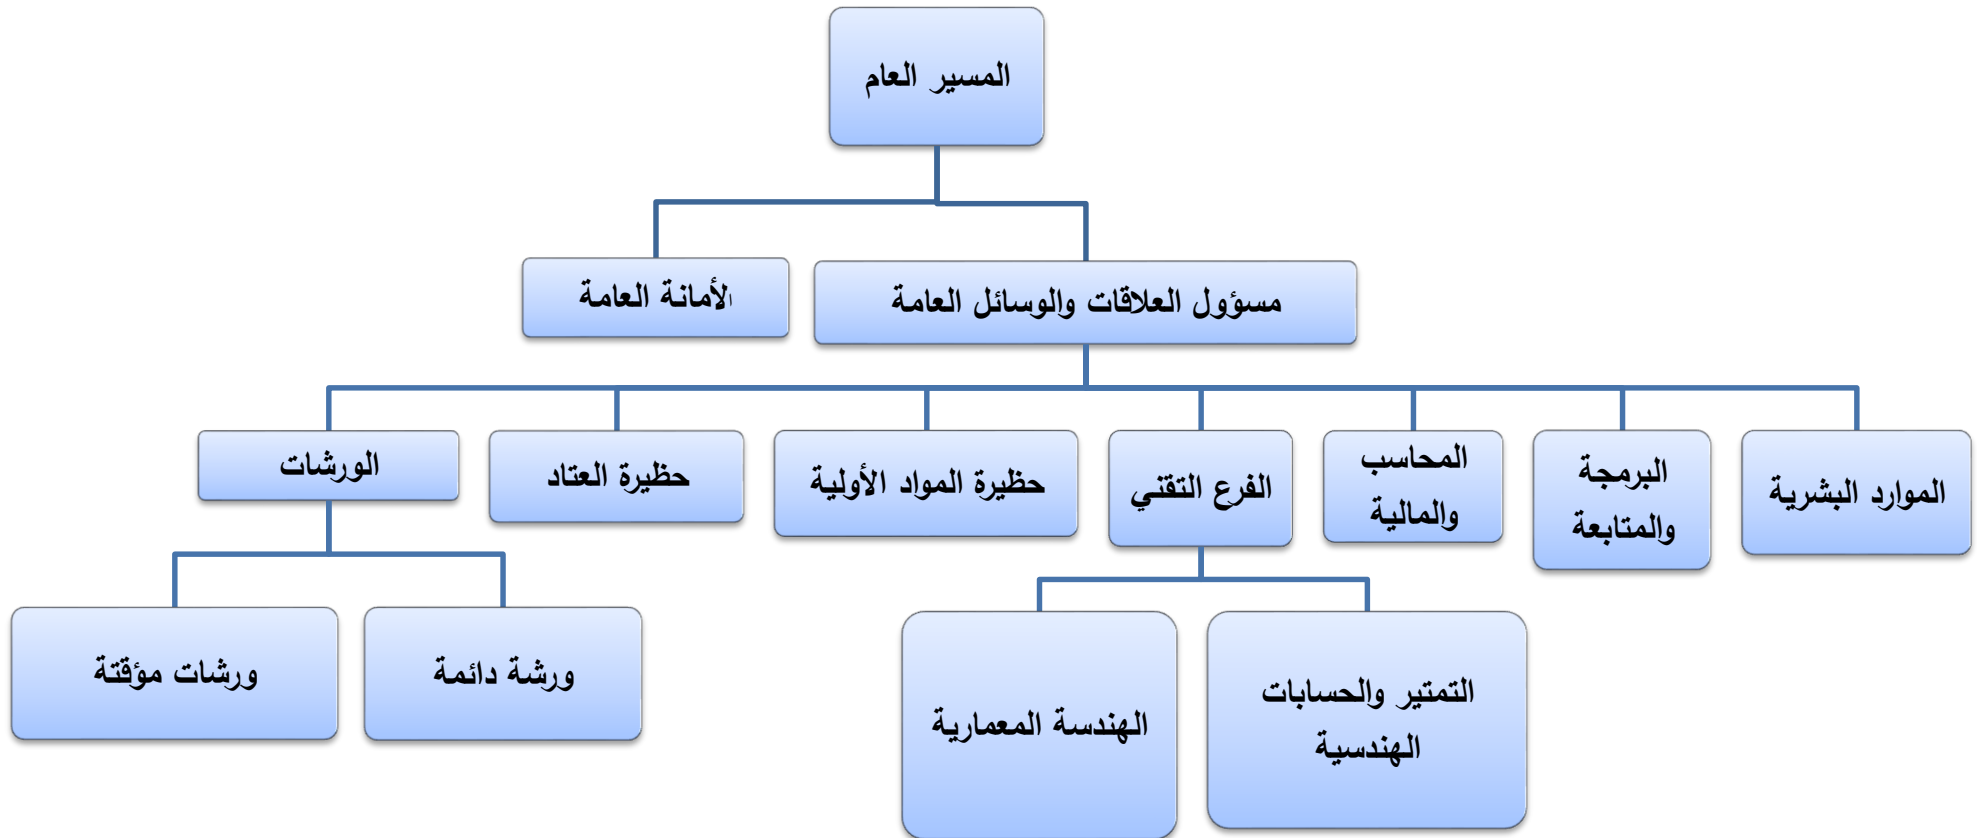 المسير العام
مسؤول العلاقات والوسائل العامة
الأمانة العامة
الموارد البشرية
البرمجة
والمتابعة
المحاسب
والمالية
الفرع التقني
حظيرة المواد الأولية
حظيرة العتاد
الورشات
التمتير والحسابات
الهندسية
الهندسة المعمارية
ورشة دائمة
ورشات مؤقتة